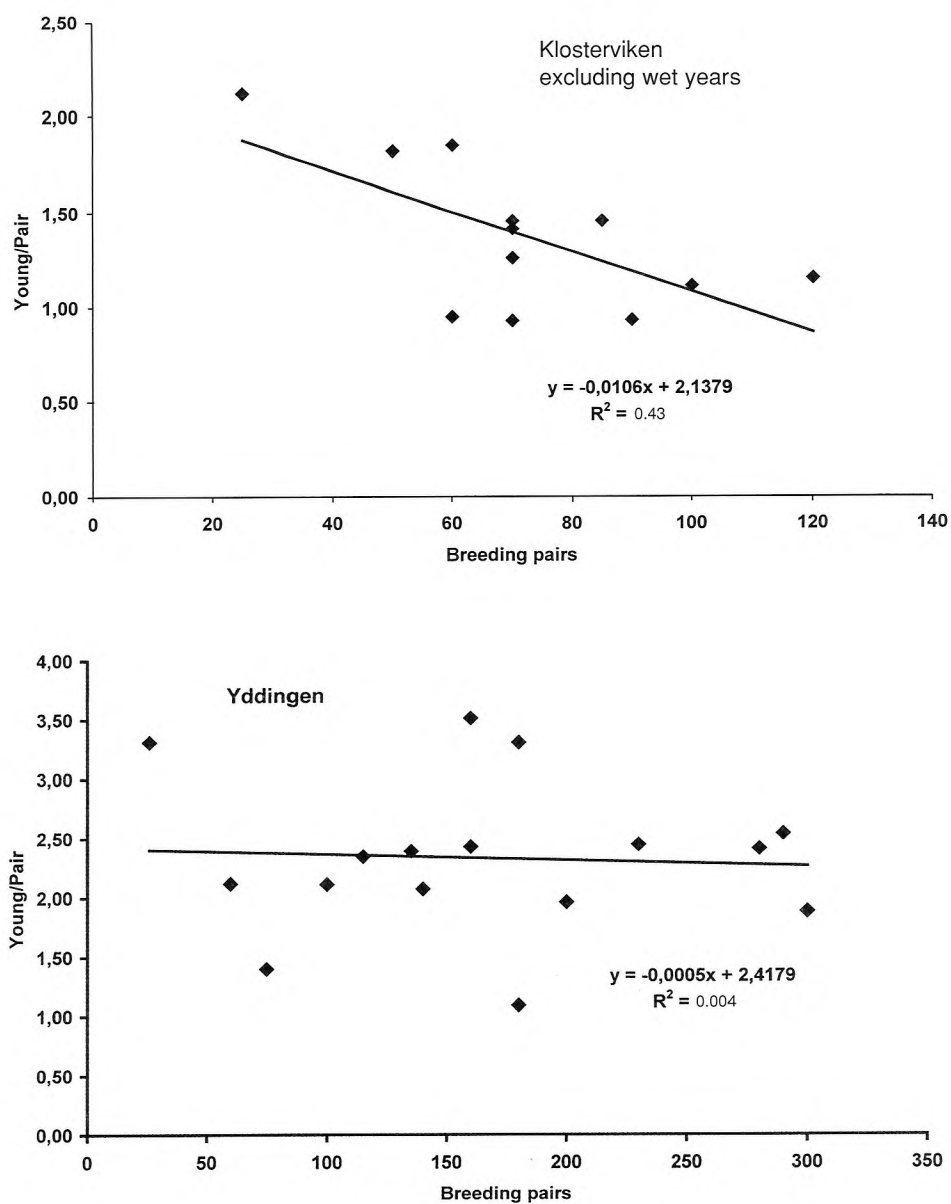 2,50
Klosterviken
excluding wet years
2,00
1,50
Young/Pair
1,00
y = -0,0106x + 2,1379
0,50
R² = 0.43
0,00
0 20 40 60 80 100 120 140
Breeding pairs
4,00
Yddingen
3,50
3,00
2,50
Young/Pair
2,00
1,50
y = -0,0005x + 2,4179
R² = 0.004
1,00
0,50
0,00
0 50 100 150 200 250 300 350
Breeding pairs